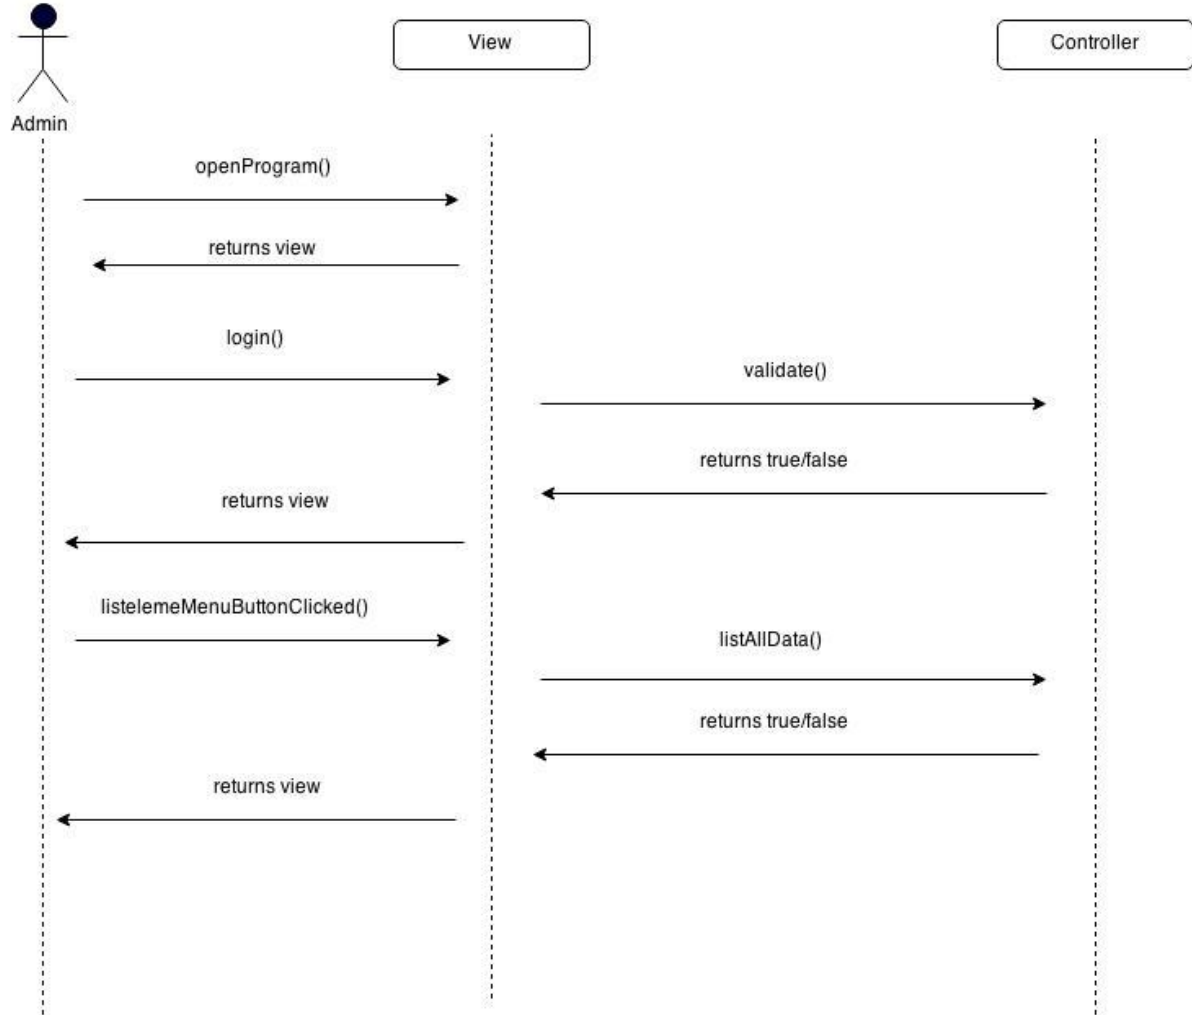 View
Controller
Admin
openProgram()
returns view
login()
validate()
returns true/false
returns view
listelemeMenuButtonClicked()
listAllData()
returns true/false
returns view